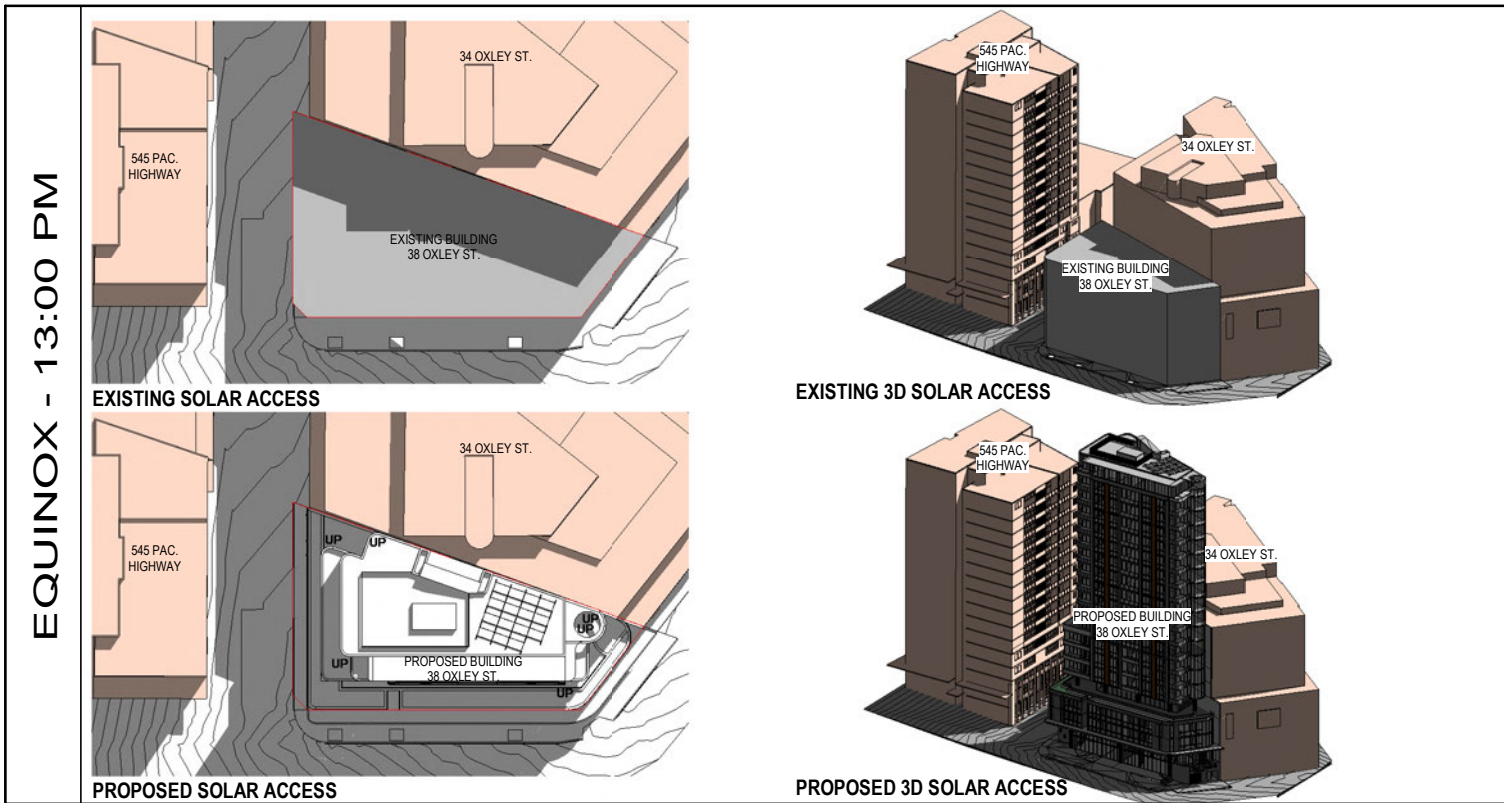 EQUINOX - 13:00 PM
34 OXLEY ST.
545 PAC.
HIGHWAY
EXISTING BUILDING
38 OXLEY ST.
EXISTING SOLAR ACCESS
545 PAC.
HIGHWAY
34 OXLEY ST.
EXISTING BUILDING
38 OXLEY ST.
EXISTING 3D SOLAR ACCESS
34 OXLEY ST.
UP
UP
545 PAC.
HIGHWAY
UP
UP
UP
PROPOSED BUILDING
38 OXLEY ST.
UP
PROPOSED SOLAR ACCESS
545 PAC.
HIGHWAY
34 OXLEY ST.
PROPOSED BUILDING
38 OXLEY ST.
PROPOSED 3D SOLAR ACCESS